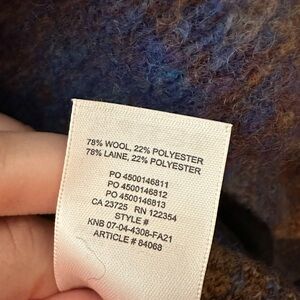 78% WOOL, 22% POLYESTER
78% LAINE, 22% POLYESTER
PO 4500146811
PO 4500146812
PO 4500146813
CA 23725 RN 122354
STYLE #
KNB 07-04-4308-FA21
ARTICLE # 84068